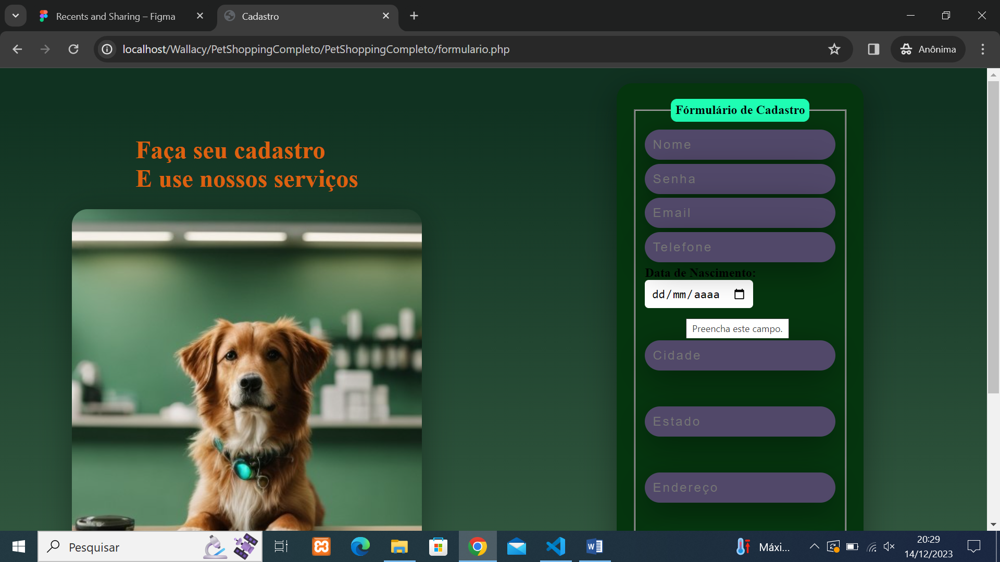 Recents and Sharing – Figma
Cadastro
localhost/Wallacy/PetShoppingCompleto/PetShoppingCompleto/formulario.php
Anônima
Faça seu cadastro
E use nossos serviços
Fórmulário de Cadastro
Nome
Senha
Email
Telefone
Data de Nascimento:
dd/mm/aaaa
Preencha este campo.
Cidade
Estado
Endereço
Pesquisar
Máxi...
20:29
14/12/2023